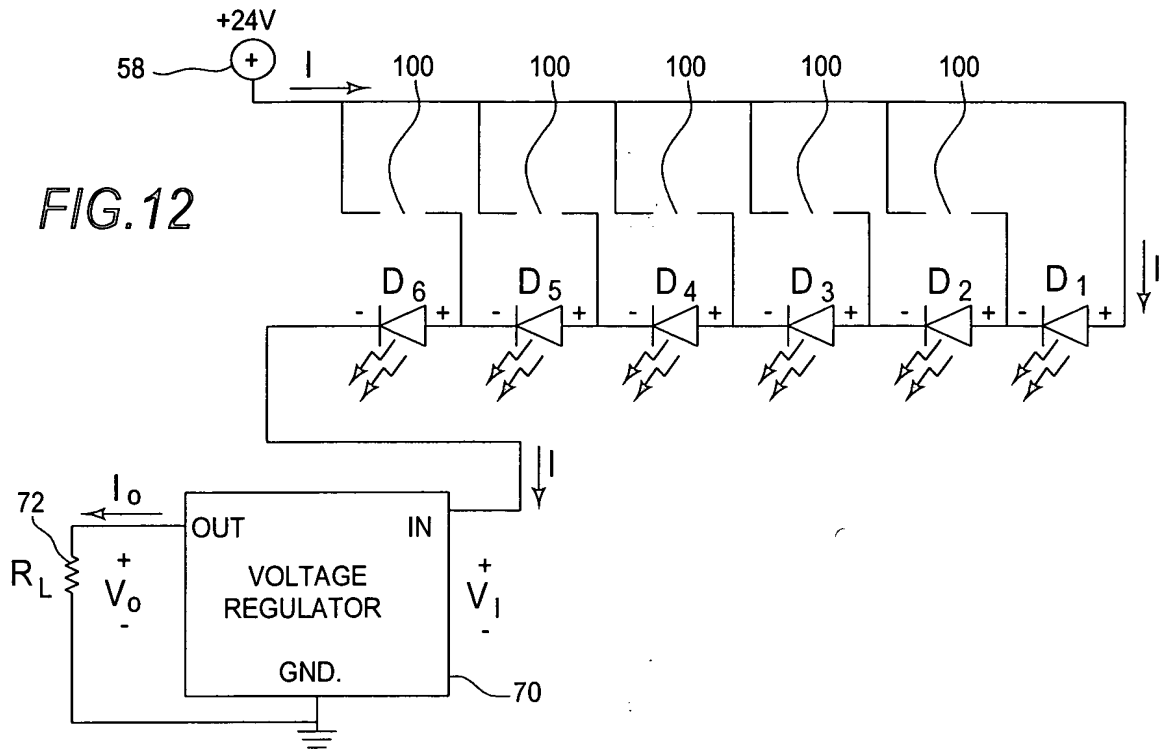 +24V
58
+
I
100 100 100 100 100
FIG.12
I
D6 D5 D4 D3 D2 D1
- + - + - + - + - + - +
I
72
Io
OUT
IN
RL
+
Vo
-
VOLTAGE
REGULATOR
+
VI
-
GND.
70